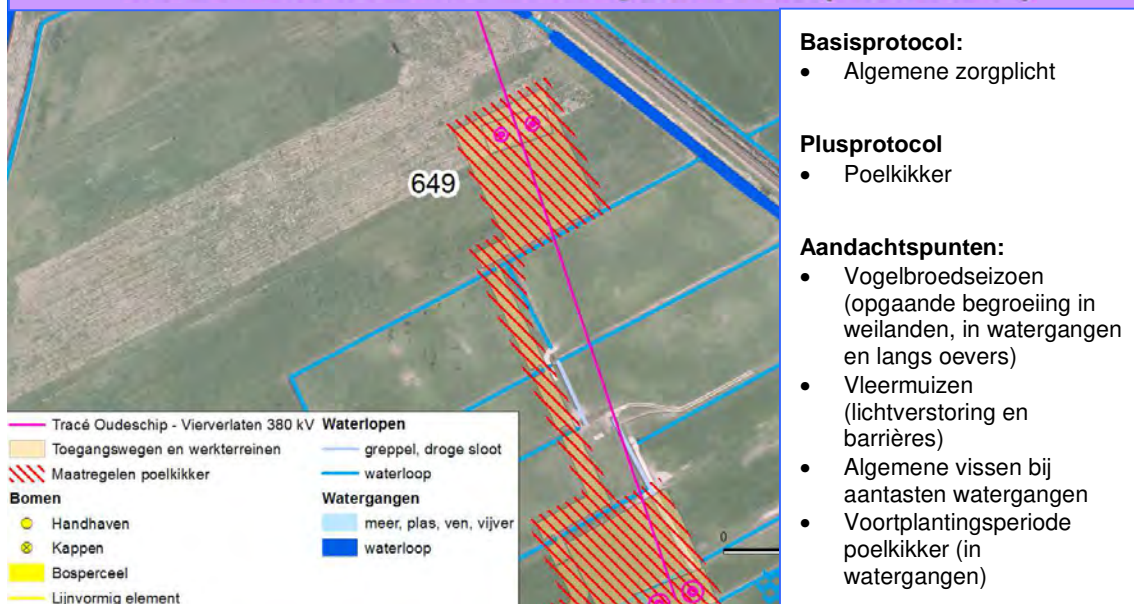 649
0
Tracé Oudeschip - Vierverlaten 380 kV
Toegangswegen en werkterreinen
Maatregelen poelkikker
Bomen
Handhaven
Kappen
Bosperceel
Lijnvormig element
Waterlopen
greppel, droge sloot
waterloop
Watergangen
meer, plas, ven, vijver
waterloop
Basisprotocol:
• Algemene zorgplicht
Plusprotocol
• Poelkikker
Aandachtspunten:
• Vogelbroedseizoen
(opgaande begroeiing in
weilanden, in watergangen
en langs oevers)
• Vleermuizen
(lichtverstoring en
barrières)
• Algemene vissen bij
aantasten watergangen
• Voortplantingsperiode
poelkikker (in
watergangen)